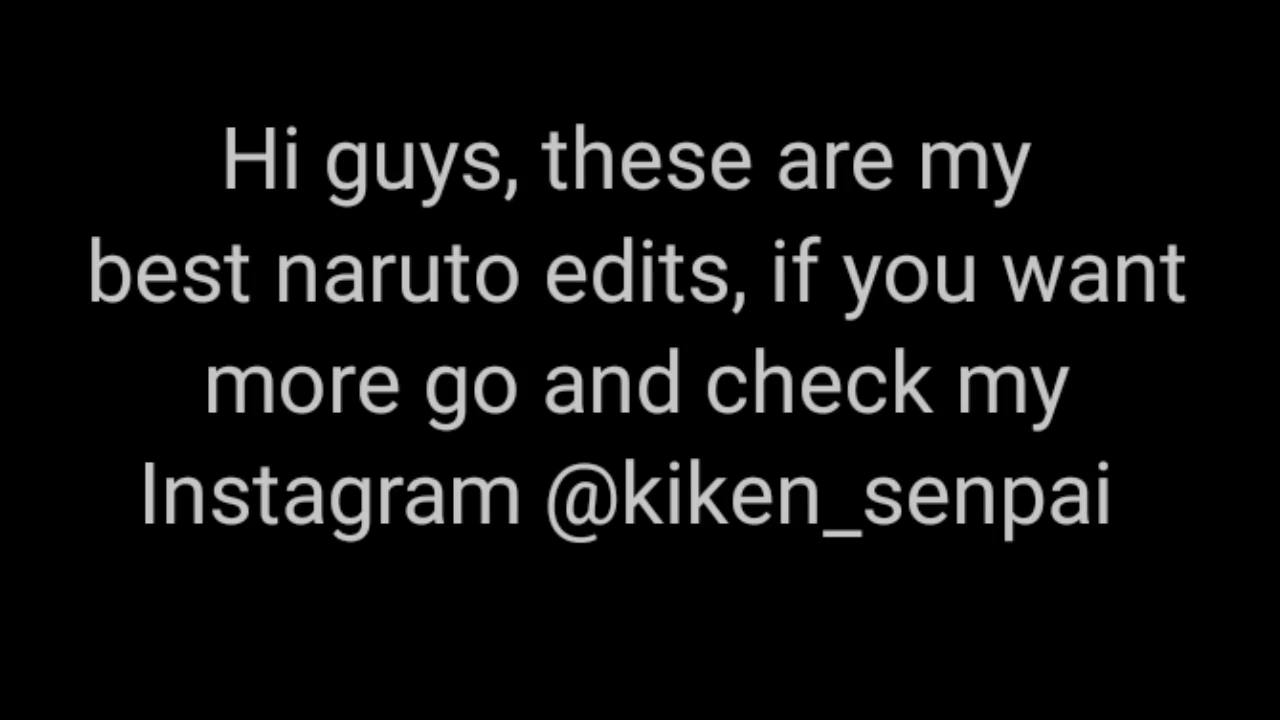 Hi guys, these are my
best naruto edits, if you want
more go and check my
Instagram @kiken_senpai